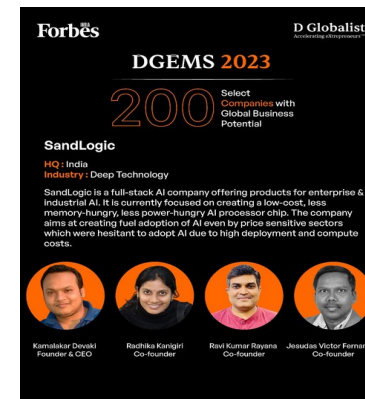 Forbes
INDIA
D Globalist
Accelerating entrepreneurs™
DGEMS 2023
200
Select
Companies with
Global Business
Potential
SandLogic
HQ : India
Industry : Deep Technology
SandLogic is a full-stack AI company offering products for enterprise &
industrial AI. It is currently focused on creating a low-cost, less
memory-hungry, less power-hungry AI processor chip. The company
aims at creating fuel adoption of AI even by price sensitive sectors
which were hesitant to adopt AI due to high deployment and compute
costs.
Kamalakar Devaki
Founder & CEO
Radhika Kanigiri
Co-founder
Ravi Kumar Rayana
Co-founder
Jesudas Victor Fernan
Co-founder